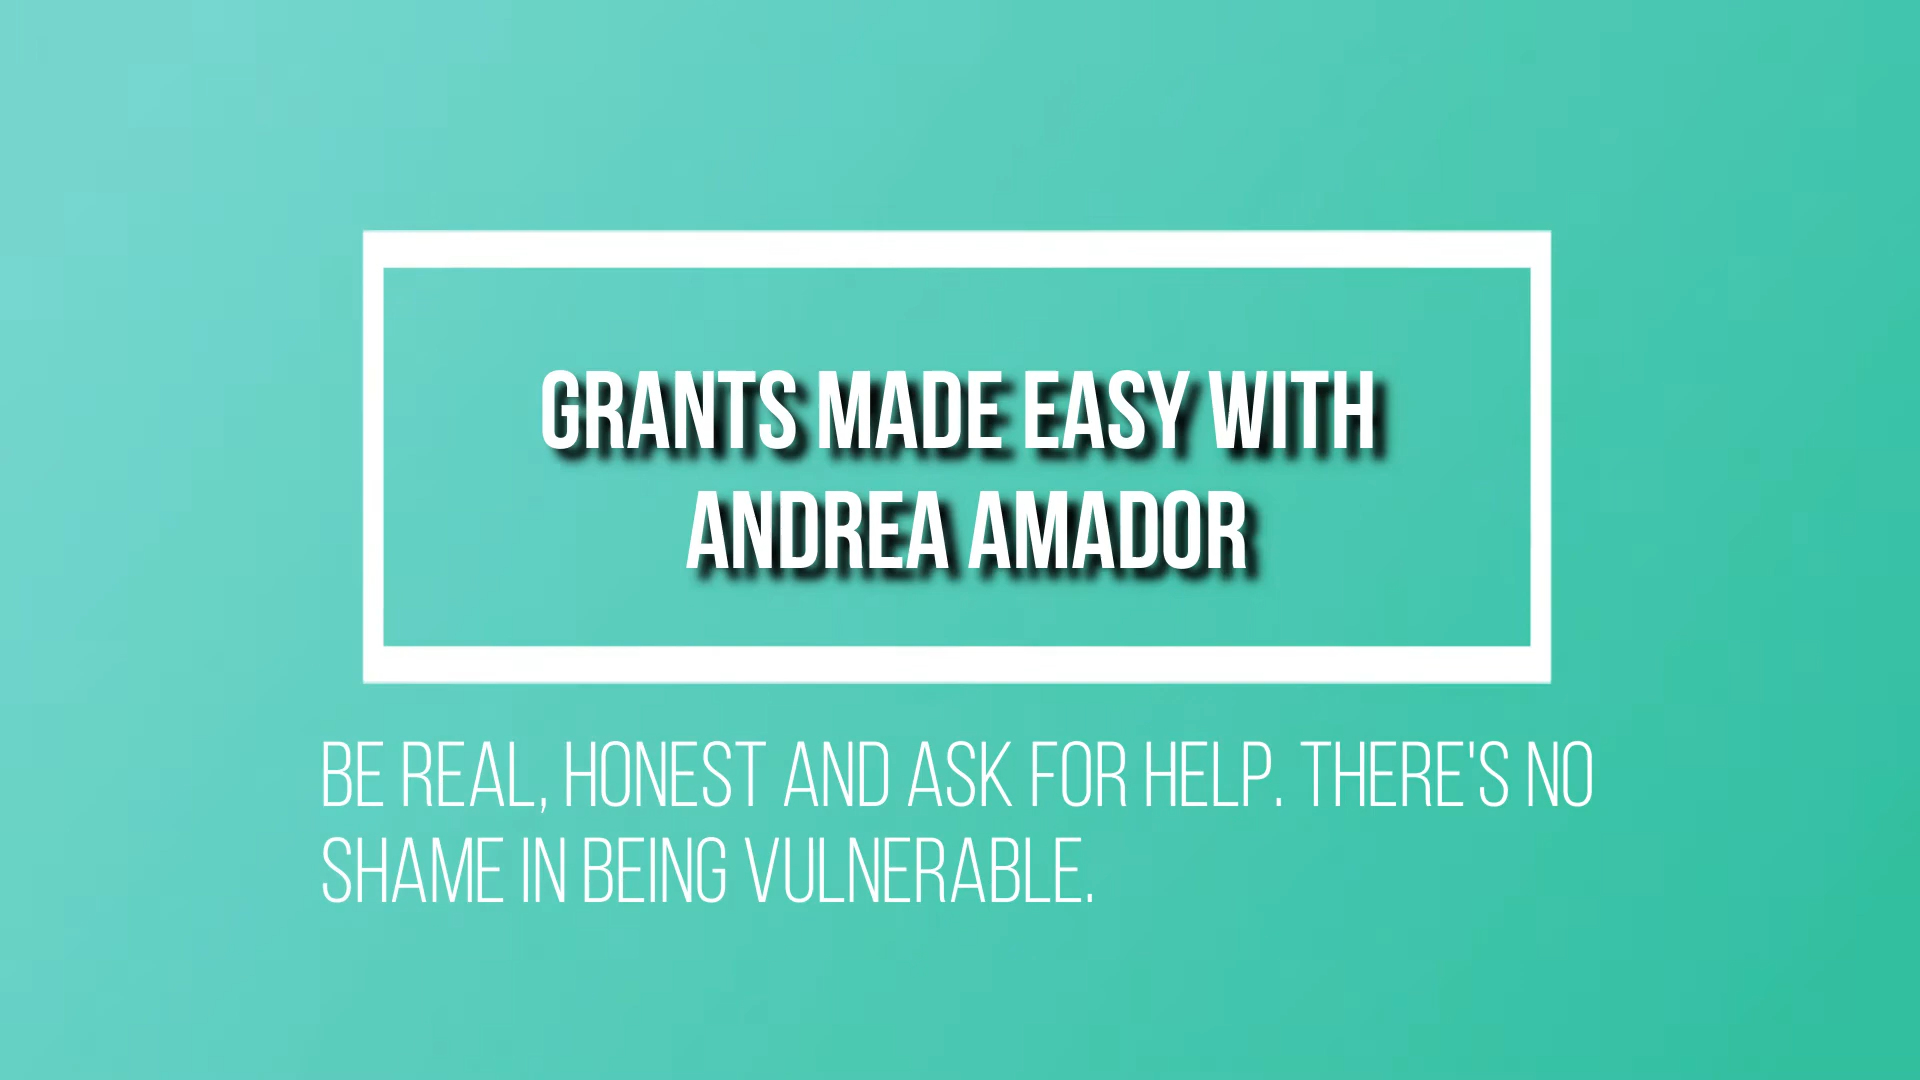 GRANTS MADE EASY WITH
ANDREA AMADOR
BE REAL, HONEST AND ASK FOR HELP. THERE'S NO
SHAME IN BEING VULNERABLE.